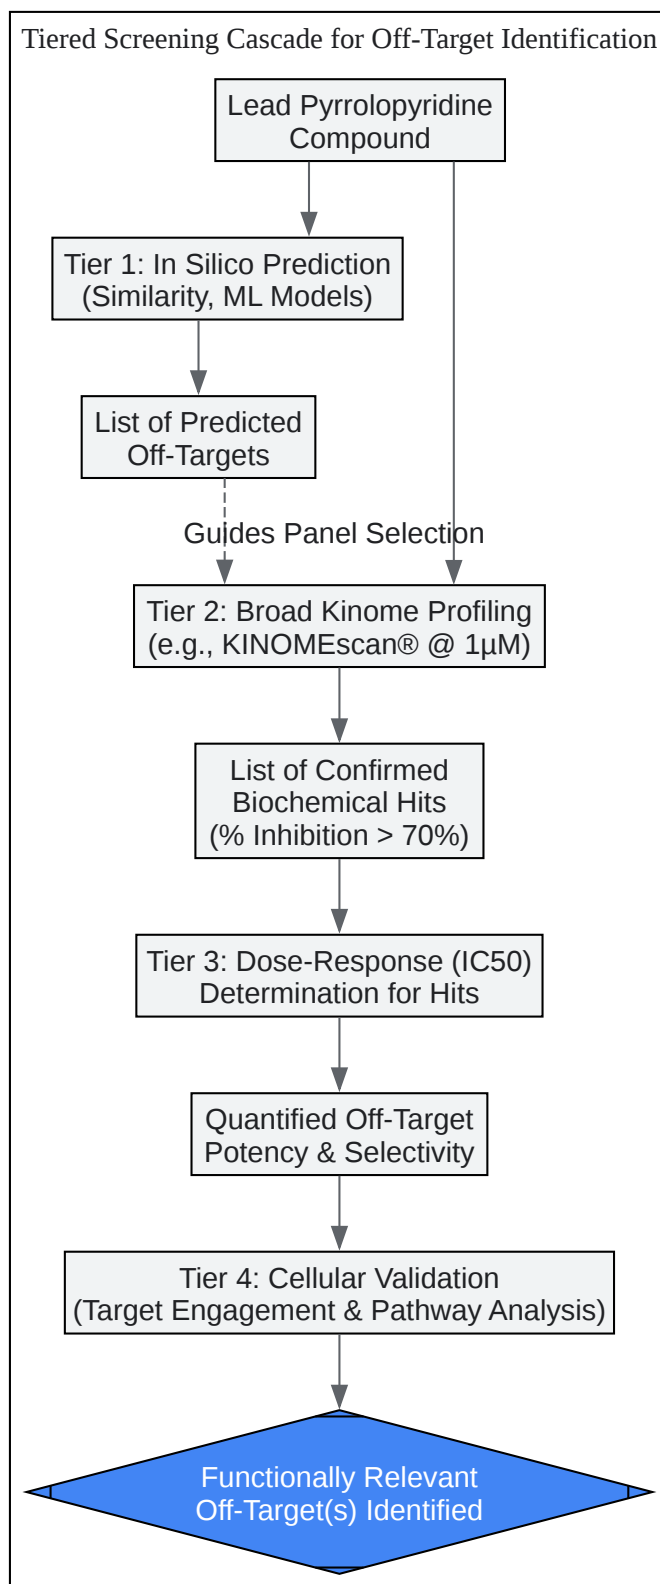 Tiered Screening Cascade for Off-Target Identification
Lead Pyrrolopyridine
Compound
Tier 1: In Silico Prediction
(Similarity, ML Models)
List of Predicted
Off-Targets
Guides Panel Selection
Tier 2: Broad Kinome Profiling
(e.g., KINOMEscan® @ 1µM)
List of Confirmed
Biochemical Hits
(% Inhibition > 70%)
Tier 3: Dose-Response (IC50)
Determination for Hits
Quantified Off-Target
Potency & Selectivity
Tier 4: Cellular Validation
(Target Engagement & Pathway Analysis)
Functionally Relevant
Off-Target(s) Identified